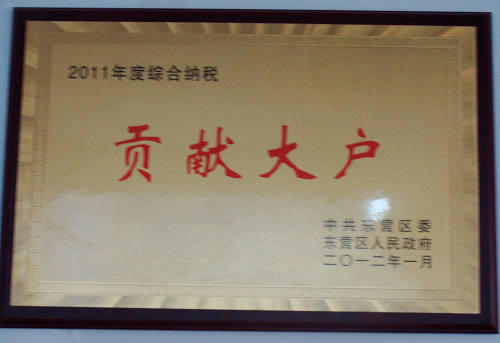 2011年度综合纳税
贡献大户
中共东营区委
东营区人民政府
二〇一二年一月